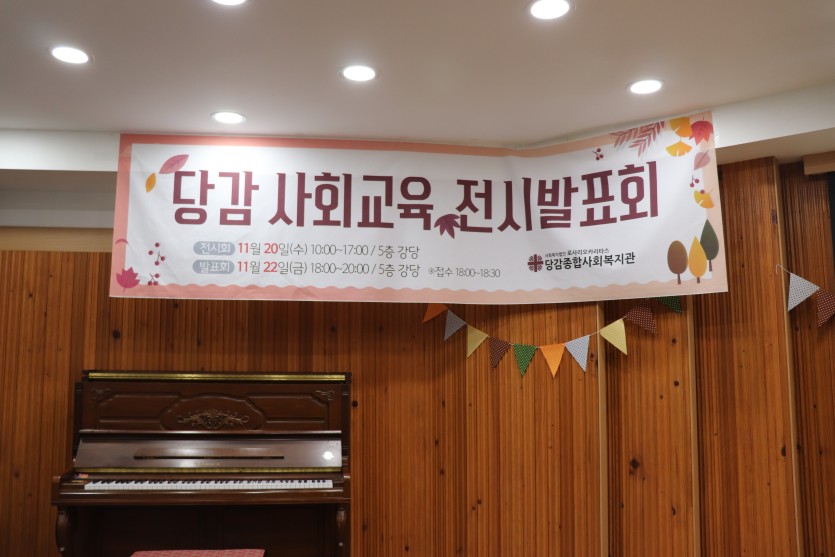 당감 사회교육 전시발표회
전시회 11월 20일(수) 10:00~17:00 / 5층 강당
발표회 11월 22일(금) 18:00~20:00 / 5층 강당 ※접수 18:00~18:30
사회복지법인 로사리오카리타스
당감종합사회복지관